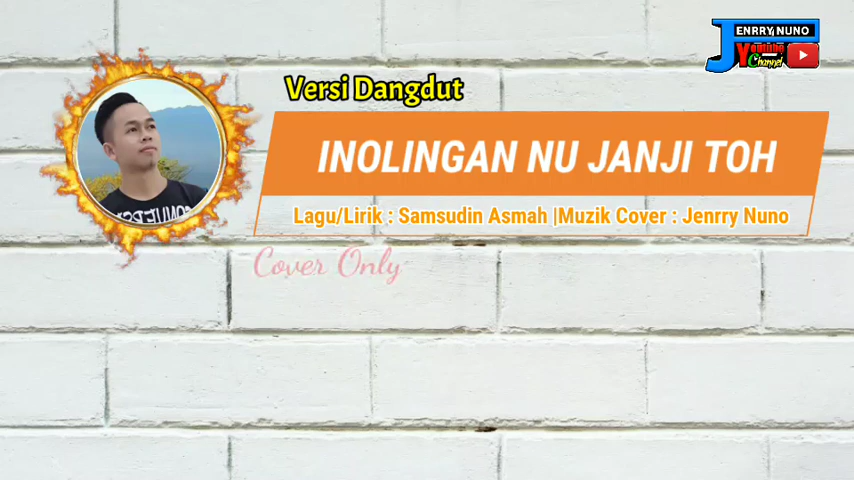 JENRRY NUNO
Youtube
Channel
Versi Dangdut
INOLINGAN NU JANJI TOH
Lagu/Lirik : Samsudin Asmah |Muzik Cover : Jenrry Nuno
Cover Only